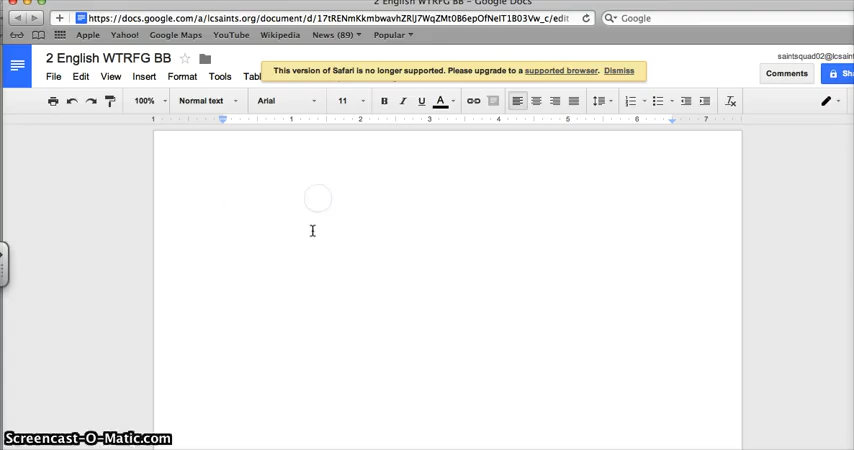 2 English WTRFG BB - Google Docs
https://docs.google.com/a/lcsaints.org/document/d/17tRENmKkmbwavhZRlJ7WqZMt0B6epOfNeIT1B03Vw_c/edit Google
Apple Yahoo! Google Maps YouTube Wikipedia News (89) Popular
2 English WTRFG BB
saintsquad02@lcsaint
This version of Safari is no longer supported. Please upgrade to a supported browser. Dismiss
File Edit View Insert Format Tools Tab
Comments Sha
100% Normal text Arial 11 B I U A
1 1 2 3 4 5 6 7
Screencast-O-Matic.com